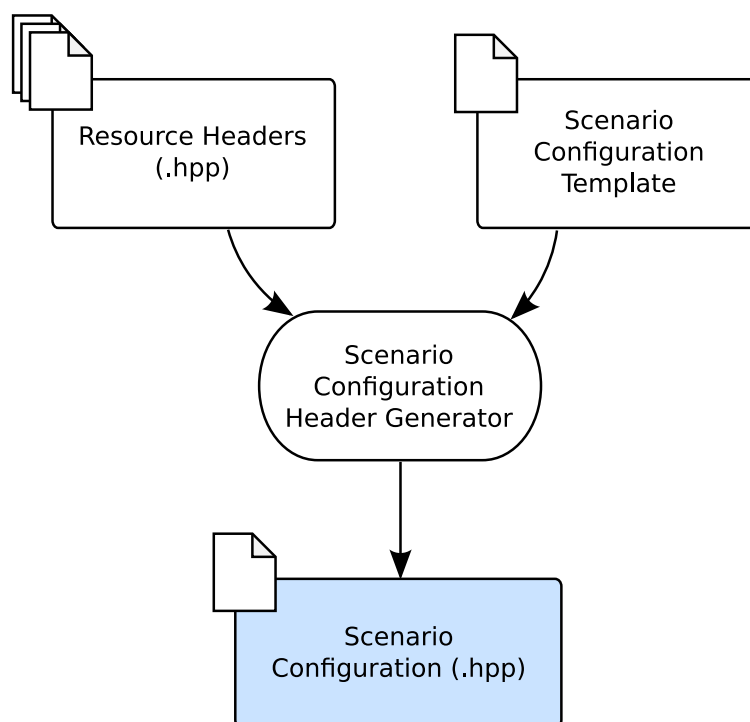 Resource Headers
(.hpp)
Scenario
Configuration
Template
Scenario
Configuration
Header Generator
Scenario
Configuration (.hpp)